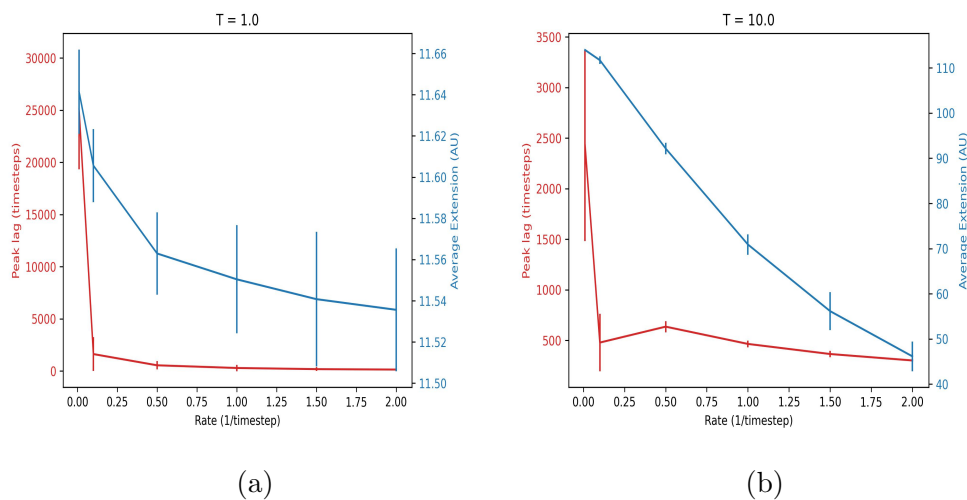 T = 1.0
30000
25000
20000
15000
10000
5000
0
Peak lag (timesteps)
11.66
11.64
11.62
11.60
11.58
11.56
11.54
11.52
11.50
Average Extension (AU)
0.00 0.25 0.50 0.75 1.00 1.25 1.50 1.75 2.00
Rate (1/timestep)
(a)
T = 10.0
3500
3000
2500
2000
1500
1000
500
Peak lag (timesteps)
110
100
90
80
70
60
50
40
Average Extension (AU)
0.00 0.25 0.50 0.75 1.00 1.25 1.50 1.75 2.00
Rate (1/timestep)
(b)